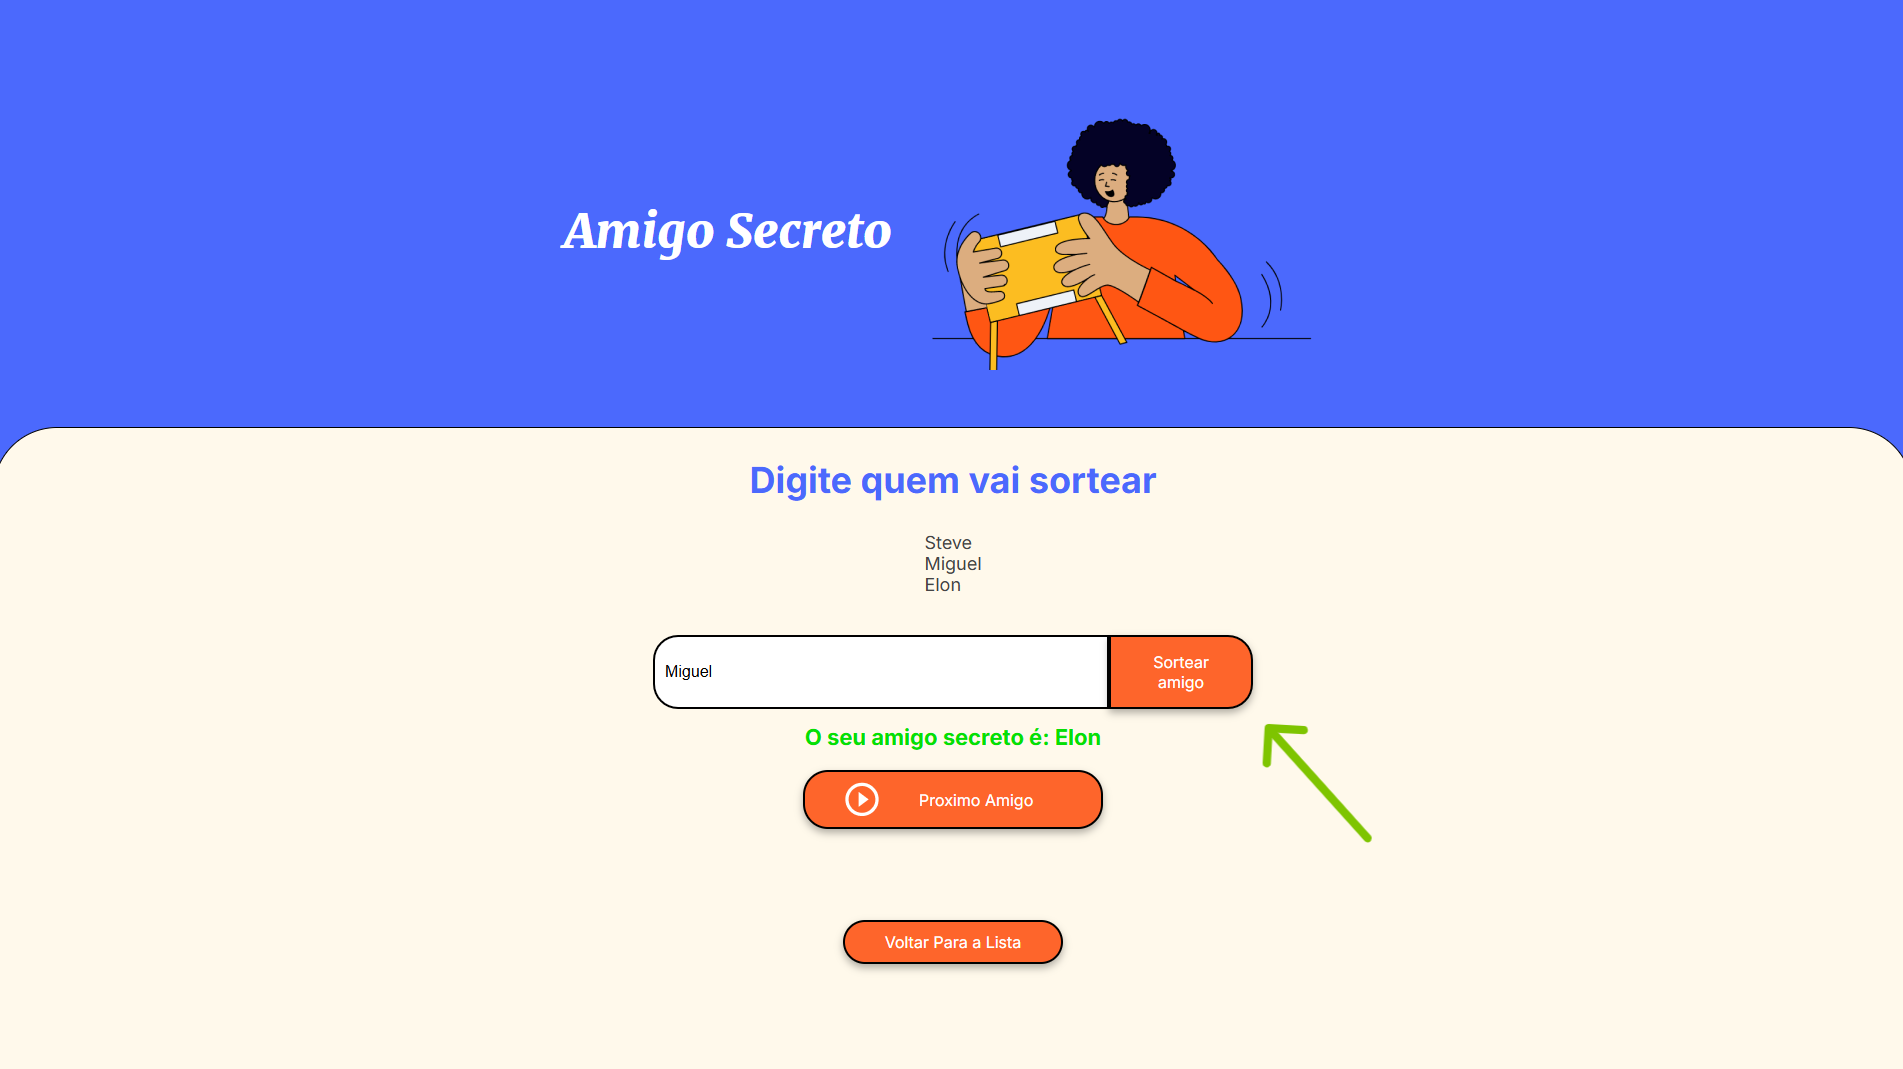 Amigo Secreto
Digite quem vai sortear
Steve
Miguel
Elon
Miguel
Sortear
amigo
O seu amigo secreto é: Elon
Proximo Amigo
Voltar Para a Lista